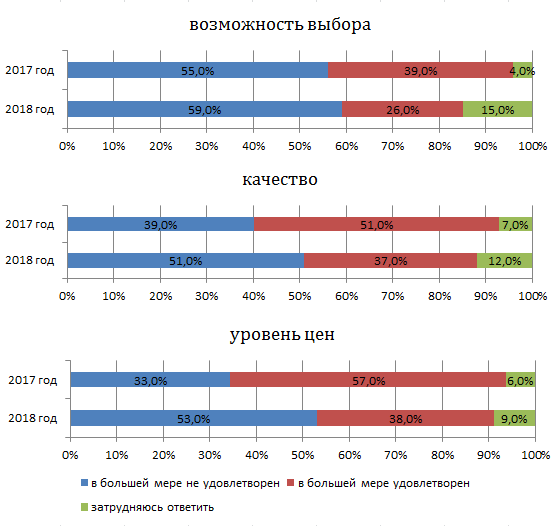 возможность выбора
2017 год 55,0% 39,0% 4,0%
2018 год 59,0% 26,0% 15,0%
0% 10% 20% 30% 40% 50% 60% 70% 80% 90% 100%
качество
2017 год 39,0% 51,0% 7,0%
2018 год 51,0% 37,0% 12,0%
0% 10% 20% 30% 40% 50% 60% 70% 80% 90% 100%
уровень цен
2017 год 33,0% 57,0% 6,0%
2018 год 53,0% 38,0% 9,0%
0% 10% 20% 30% 40% 50% 60% 70% 80% 90% 100%
в большей мере не удовлетворен в большей мере удовлетворен
затрудняюсь ответить